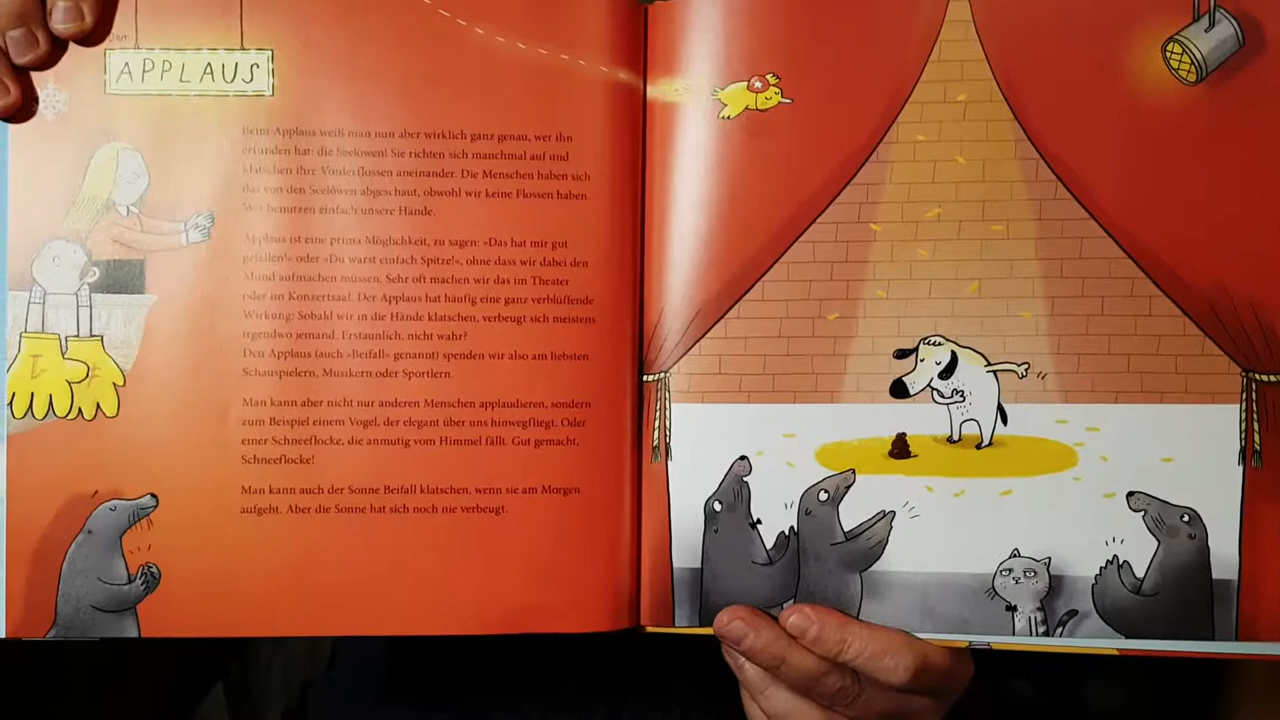 Der
APPLAUS
Beim Applaus weiß man nun aber wirklich ganz genau, wer ihn
erfunden hat: die Seelöwen! Sie richten sich manchmal auf und
klatschen ihre Vorderflossen aneinander. Die Menschen haben sich
das von den Seelöwen abgeschaut, obwohl wir keine Flossen haben.
Wir benutzen einfach unsere Hände.
Applaus ist eine prima Möglichkeit, zu sagen: »Das hat mir gut
gefallen!« oder »Du warst einfach Spitze!«, ohne dass wir dabei den
Mund aufmachen müssen. Sehr oft machen wir das im Theater
oder im Konzertsaal. Der Applaus hat häufig eine ganz verblüffende
Wirkung: Sobald wir in die Hände klatschen, verbeugt sich meistens
irgendwo jemand. Erstaunlich, nicht wahr?
Den Applaus (auch »Beifall« genannt) spenden wir also am liebsten
Schauspielern, Musikern oder Sportlern.
Man kann aber nicht nur anderen Menschen applaudieren, sondern
zum Beispiel einem Vogel, der elegant über uns hinwegfliegt. Oder
einer Schneeflocke, die anmutig vom Himmel fällt. Gut gemacht,
Schneeflocke!
Man kann auch der Sonne Beifall klatschen, wenn sie am Morgen
aufgeht. Aber die Sonne hat sich noch nie verbeugt.